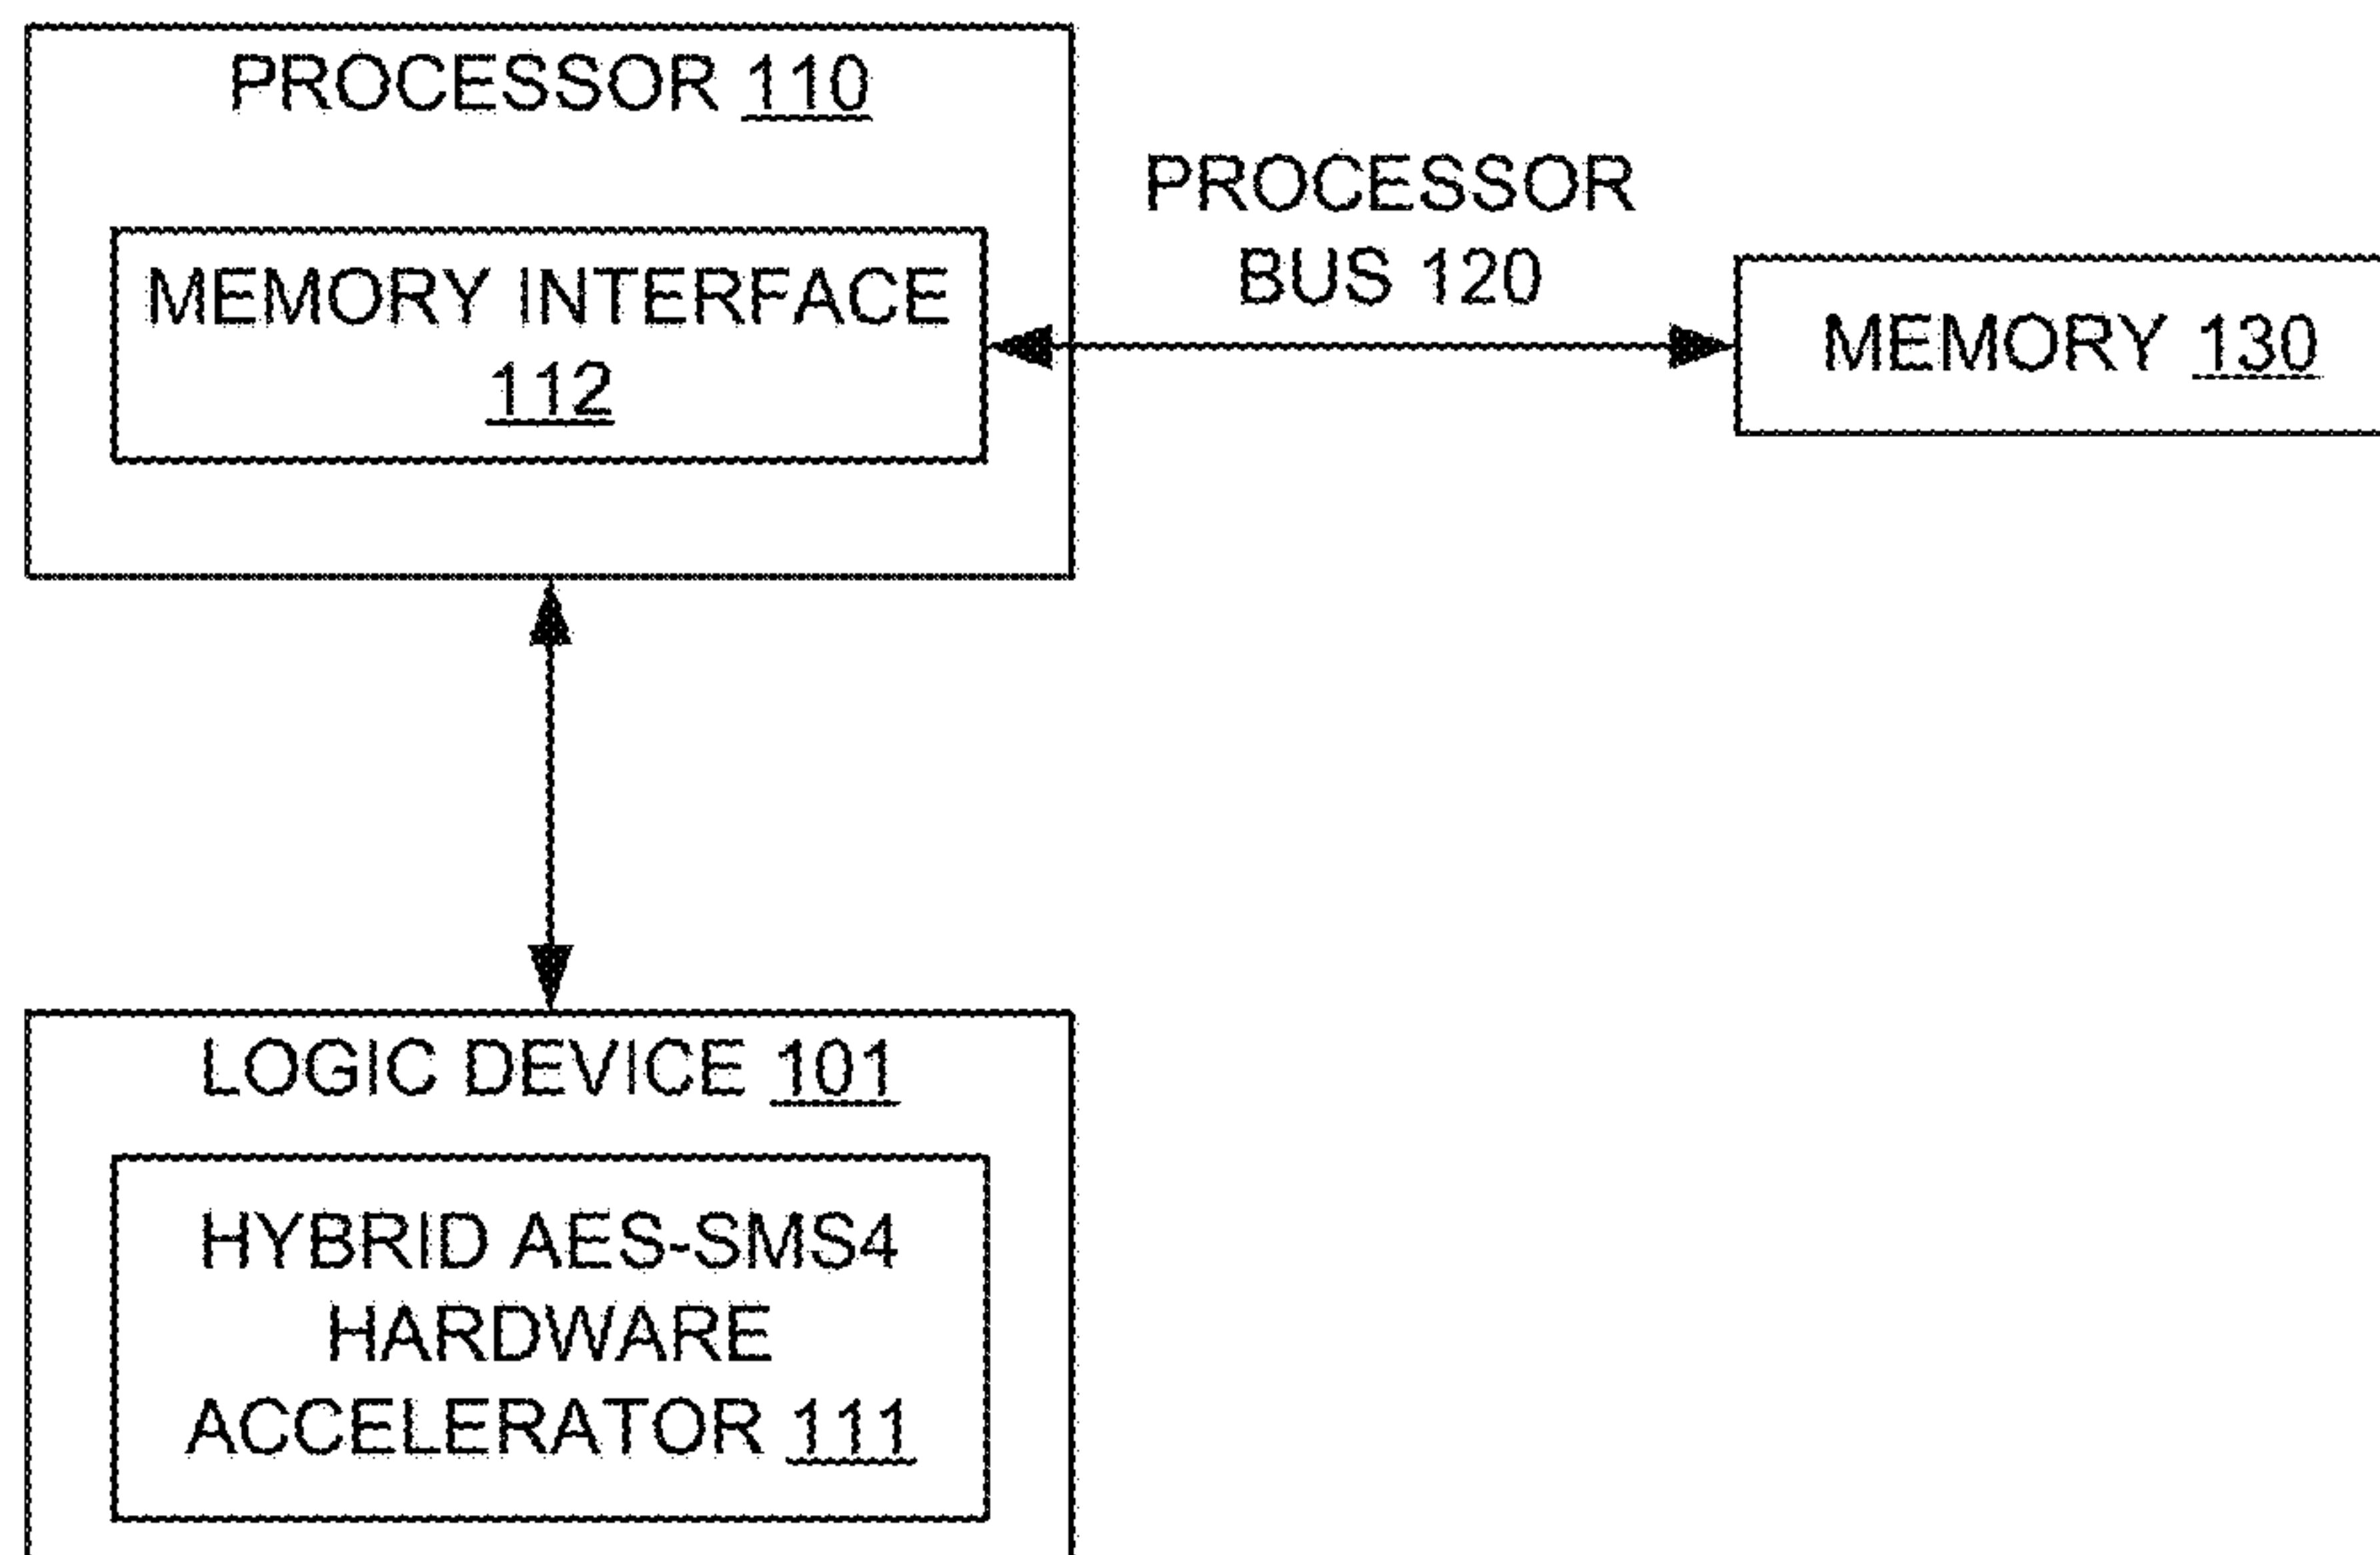 PROCESSOR 110
MEMORY INTERFACE
112
PROCESSOR
BUS 120
MEMORY 130
LOGIC DEVICE 101
HYBRID AES-SMS4
HARDWARE
ACCELERATOR 111